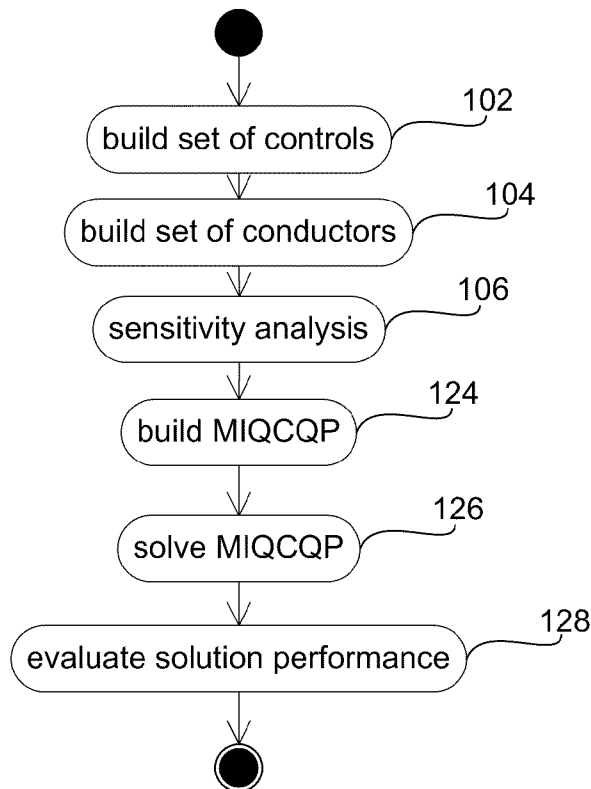 102
build set of controls
104
build set of conductors
106
sensitivity analysis
124
build MIQCQP
126
solve MIQCQP
128
evaluate solution performance